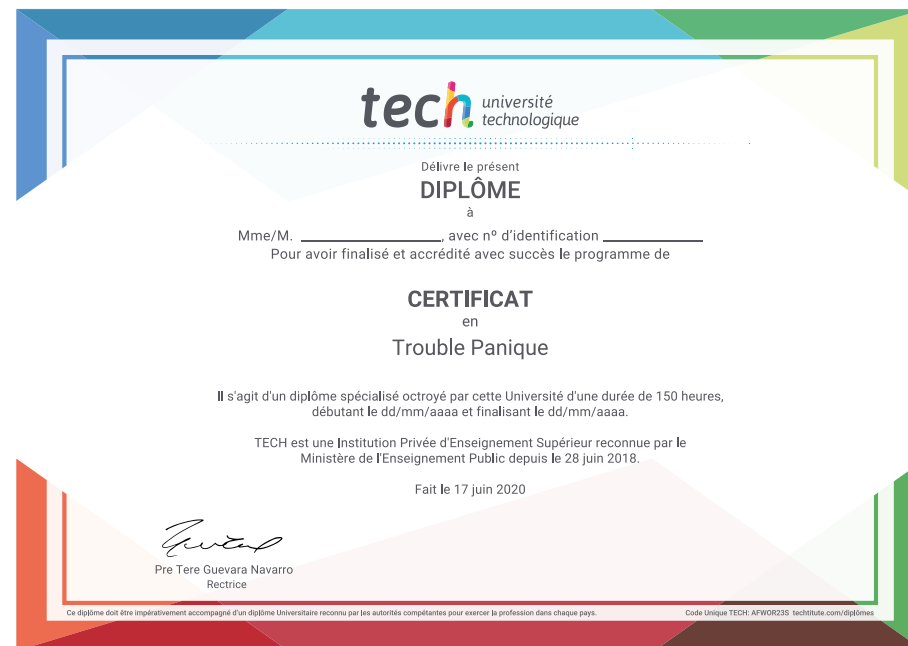 tech université
technologique
Délivre le présent
DIPLÔME
à
Mme/M. ____________________, avec nº d'identification ______________
Pour avoir finalisé et accrédité avec succès le programme de
CERTIFICAT
en
Trouble Panique
Il s'agit d'un diplôme spécialisé octroyé par cette Université d'une durée de 150 heures,
débutant le dd/mm/aaaa et finalisant le dd/mm/aaaa.
TECH est une Institution Privée d'Enseignement Supérieur reconnue par le
Ministère de l'Enseignement Public depuis le 28 juin 2018.
Fait le 17 juin 2020
Pre Tere Guevara Navarro
Rectrice
Ce diplôme doit être impérativement accompagné d'un diplôme Universitaire reconnu par les autorités compétantes pour exercer la profession dans chaque pays.
Code Unique TECH: AFWOR23S techtitute.com/diplômes